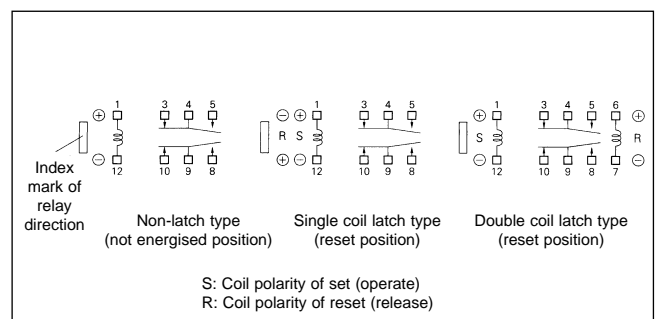 ⊕ 1 3 4 5
⊖ 12 10 9 8
Index
mark of
relay
direction
Non-latch type
(not energised position)
⊖ ⊕ 1 3 4 5
R S
⊕ ⊖ 12 10 9 8
Single coil latch type
(reset position)
⊕ 1 3 4 5 6 ⊕
S R
⊖ 12 10 9 8 7 ⊖
Double coil latch type
(reset position)
S: Coil polarity of set (operate)
R: Coil polarity of reset (release)